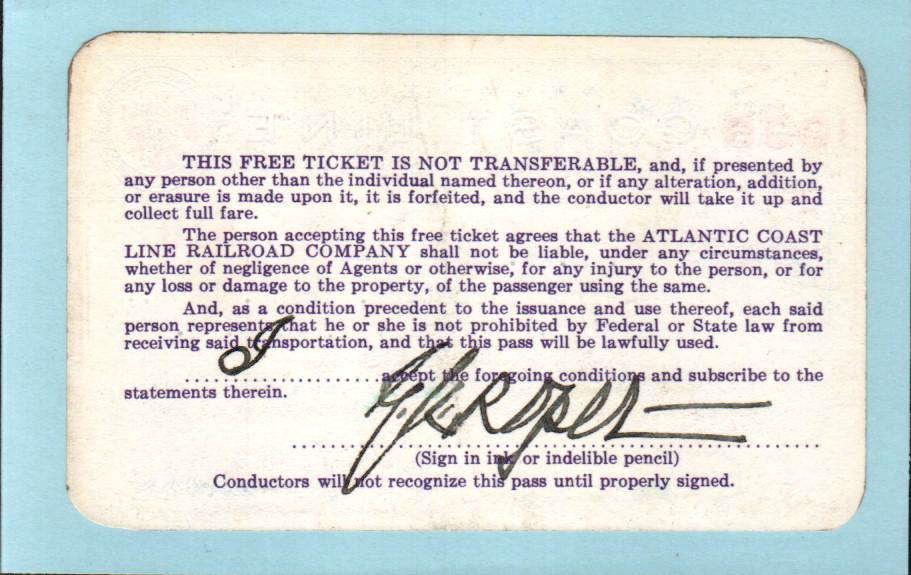 THIS FREE TICKET IS NOT TRANSFERABLE, and, if presented by
any person other than the individual named thereon, or if any alteration, addition,
or erasure is made upon it, it is forfeited, and the conductor will take it up and
collect full fare.
The person accepting this free ticket agrees that the ATLANTIC COAST
LINE RAILROAD COMPANY shall not be liable, under any circumstances,
whether of negligence of Agents or otherwise, for any injury to the person, or for
any loss or damage to the property, of the passenger using the same.
And, as a condition precedent to the issuance and use thereof, each said
person represents that he or she is not prohibited by Federal or State law from
receiving said transportation, and that this pass will be lawfully used.
I accept the foregoing conditions and subscribe to the
statements therein.
Roper
(Sign in ink or indelible pencil)
Conductors will not recognize this pass until properly signed.